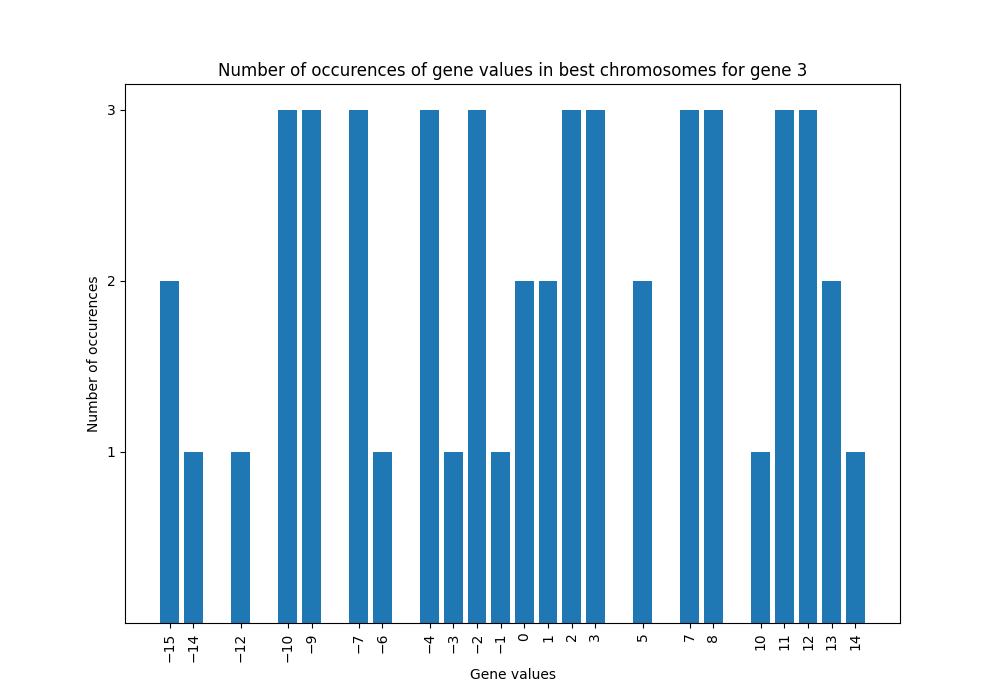 Number of occurences of gene values in best chromosomes for gene 3
3
2
1
Number of occurences
−15 −14 −12 −10 −9 −7 −6 −4 −3 −2 −1 0 1 2 3 5 7 8 10 11 12 13 14
Gene values